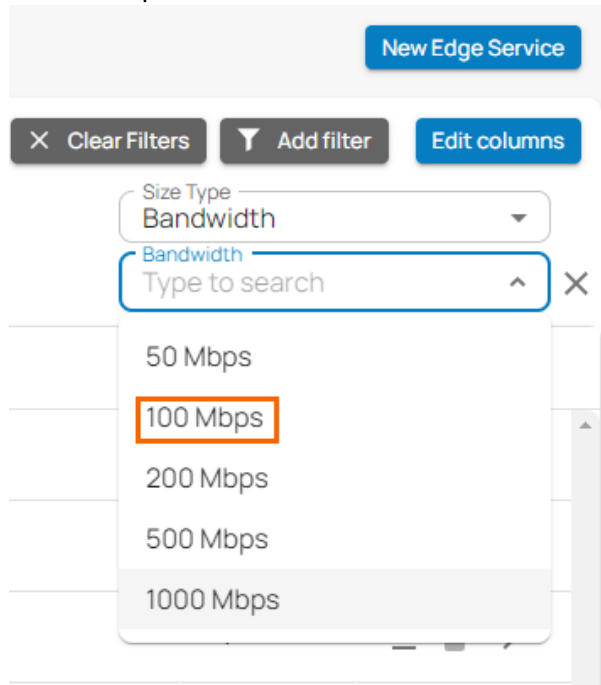 New Edge Service
Clear Filters
Add filter
Edit columns
Size Type
Bandwidth
Bandwidth
Type to search
50 Mbps
100 Mbps
200 Mbps
500 Mbps
1000 Mbps